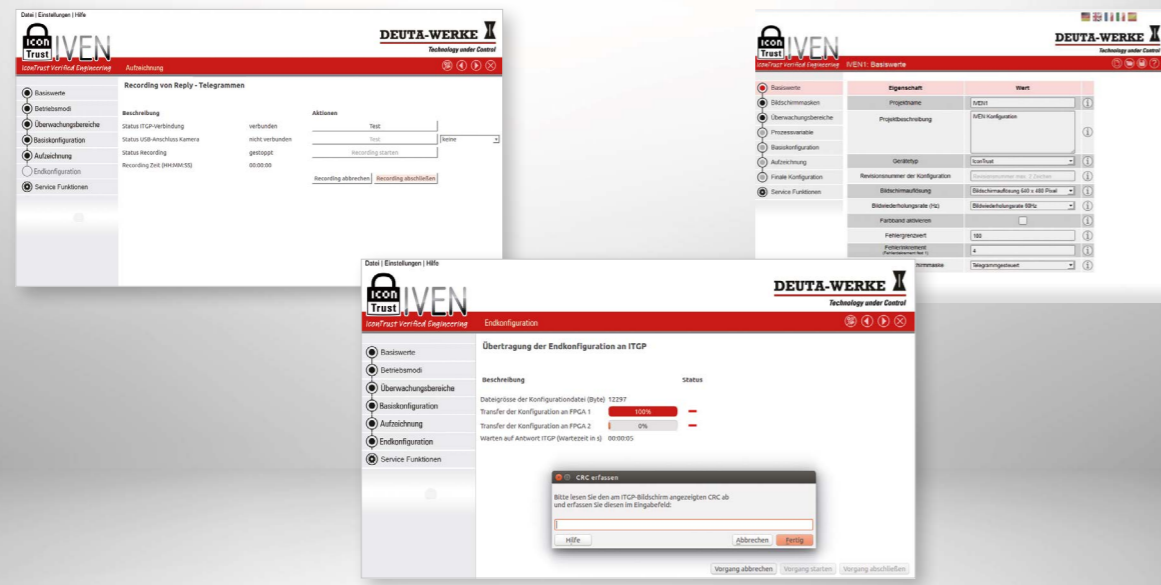 Datei | Einstellungen | Hilfe
Icon
Trust IVEN
DEUTA-WERKE
Technology under Control
IconTrust Verified Engineering Aufzeichnung
Basiswerte
Betriebsmodi
Überwachungsbereiche
Basiskonfiguration
Aufzeichnung
Endkonfiguration
Service Funktionen
Recording von Reply - Telegrammen
Beschreibung Aktionen
Status ITGP-Verbindung verbunden Test
Status USB-Anschluss Kamera nicht verbunden Test keine
Status Recording gestoppt Recording starten
Recording Zeit (HH:MM:SS) 00:00:00
Recording abbrechen Recording abschließen
Icon
Trust IVEN
DEUTA-WERKE
Technology under Control
IconTrust Verified Engineering IVEN1: Basiswerte
Basiswerte
Bildschirmmasken
Überwachungsbereiche
Prozessvariable
Basiskonfiguration
Aufzeichnung
Finale Konfiguration
Service Funktionen
Eigenschaft Wert
Projektname IVEN1
Projektbeschreibung IVEN Konfiguration
Gerätetyp IconTrust
Revisionsnummer der Konfiguration Revisionsnummer max. 2 Zeichen
Bildschirmauflösung Bildschirmauflösung 640 x 480 Pixel
Bildwiederholungsrate (Hz) Bildwiederholungsrate 60Hz
Farbband aktivieren
Fehlergrenzwert 100
Fehlerinkrement 4
Telegrammgesteuert
Datei | Einstellungen | Hilfe
Icon
Trust IVEN
DEUTA-WERKE
Technology under Control
IconTrust Verified Engineering Endkonfiguration
Basiswerte
Betriebsmodi
Überwachungsbereiche
Basiskonfiguration
Aufzeichnung
Endkonfiguration
Service Funktionen
Übertragung der Endkonfiguration an ITGP
Beschreibung Status
Dateigrösse der Konfigurationdatei (Byte) 12297
Transfer der Konfiguration an FPGA 1 100%
Transfer der Konfiguration an FPGA 2 0%
Warten auf Antwort ITGP (Wartezeit in s) 00:00:05
CRC erfassen
Bitte lesen Sie den am ITGP-Bildschirm angezeigten CRC ab
und erfassen Sie diesen im Eingabefeld:
Hilfe Abbrechen Fertig
Vorgang abbrechen Vorgang starten Vorgang abschließen